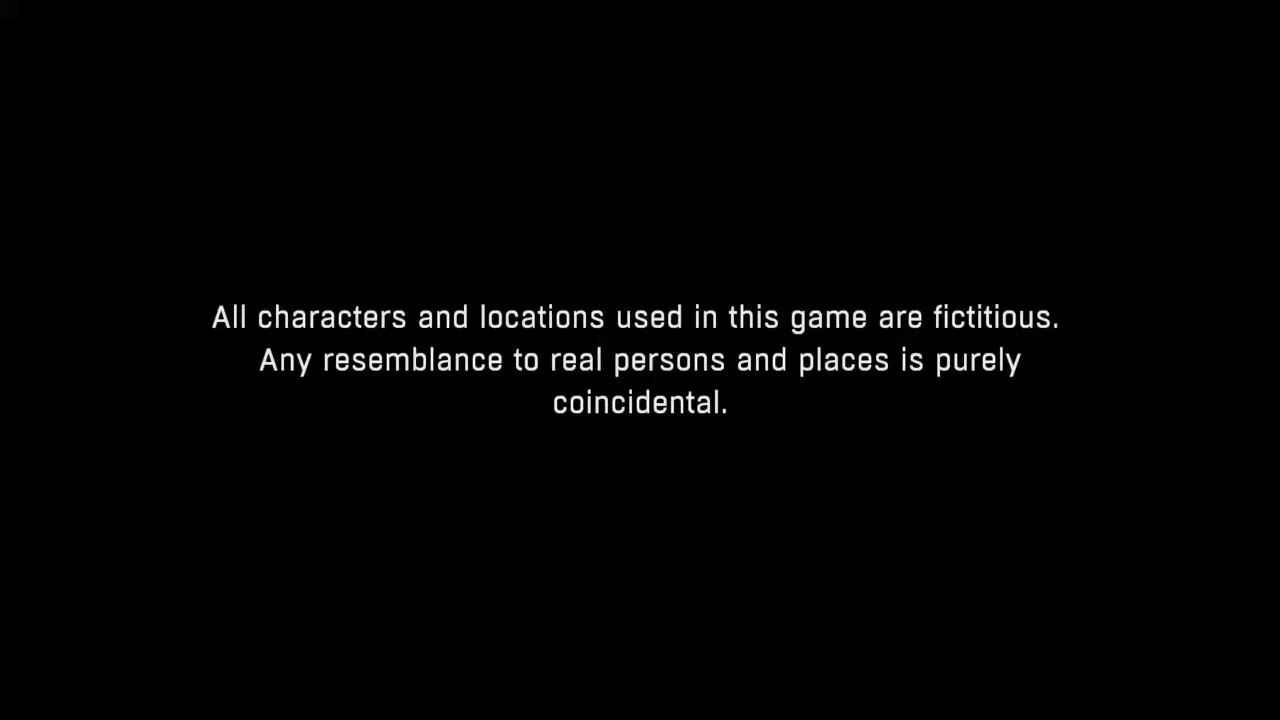 All characters and locations used in this game are fictitious.
Any resemblance to real persons and places is purely
coincidental.